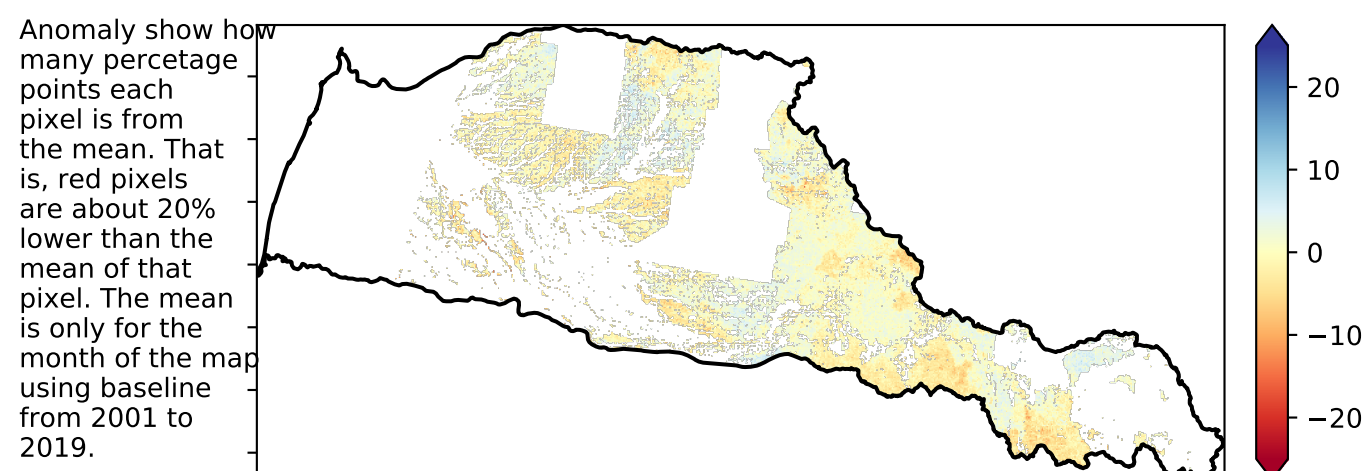 Anomaly show how
many percetage
points each
pixel is from
the mean. That
is, red pixels
are about 20%
lower than the
mean of that
pixel. The mean
is only for the
month of the map
using baseline
from 2001 to
2019.
20
10
0
−10
−20